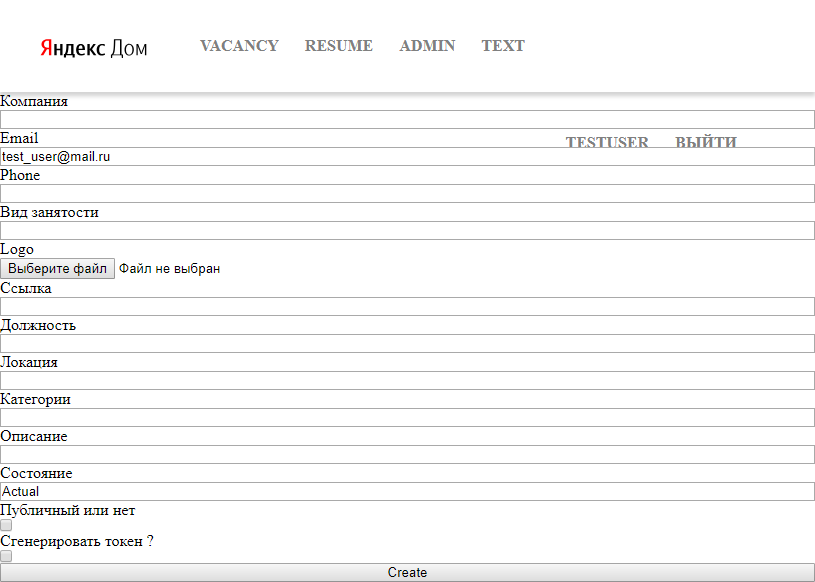 Яндекс Дом VACANCY RESUME ADMIN TEXT
Компания
Email
TESTUSER ВЫЙТИ
test_user@mail.ru
Phone
Вид занятости
Logo
Выберите файл Файл не выбран
Ссылка
Должность
Локация
Категории
Описание
Состояние
Actual
Публичный или нет
Сгенерировать токен ?
Create